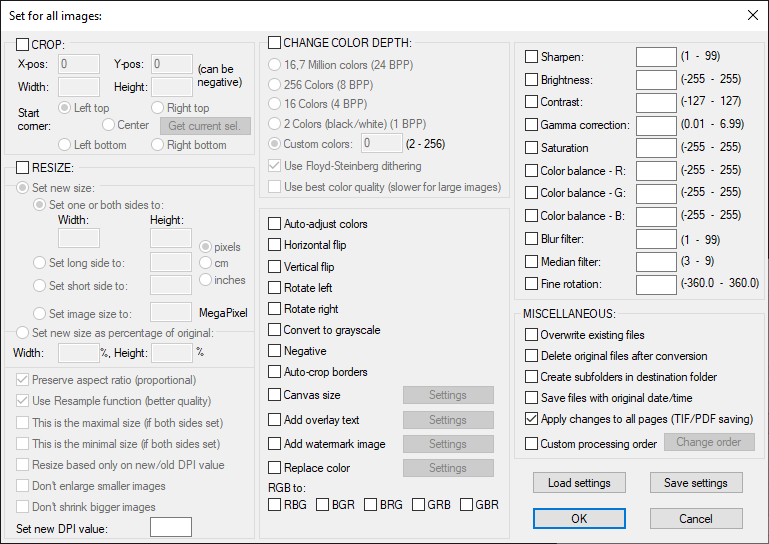 Set for all images:
CROP:
X-pos: 0 Y-pos: 0 (can be negative)
Width: Height:
Start corner:
Left top Right top
Center Get current sel.
Left bottom Right bottom
RESIZE:
Set new size:
Set one or both sides to:
Width: Height:
pixels
Set long side to: cm
Set short side to: inches
Set image size to: MegaPixel
Set new size as percentage of original:
Width: %, Height: %
Preserve aspect ratio (proportional)
Use Resample function (better quality)
This is the maximal size (if both sides set)
This is the minimal size (if both sides set)
Resize based only on new/old DPI value
Don't enlarge smaller images
Don't shrink bigger images
Set new DPI value:
CHANGE COLOR DEPTH:
16,7 Million colors (24 BPP)
256 Colors (8 BPP)
16 Colors (4 BPP)
2 Colors (black/white) (1 BPP)
Custom colors: 0 (2 - 256)
Use Floyd-Steinberg dithering
Use best color quality (slower for large images)
Auto-adjust colors
Horizontal flip
Vertical flip
Rotate left
Rotate right
Convert to grayscale
Negative
Auto-crop borders
Canvas size Settings
Add overlay text Settings
Add watermark image Settings
Replace color Settings
RGB to:
RBG BGR BRG GRB GBR
Sharpen: (1 - 99)
Brightness: (-255 - 255)
Contrast: (-127 - 127)
Gamma correction: (0.01 - 6.99)
Saturation (-255 - 255)
Color balance - R: (-255 - 255)
Color balance - G: (-255 - 255)
Color balance - B: (-255 - 255)
Blur filter: (1 - 99)
Median filter: (3 - 9)
Fine rotation: (-360.0 - 360.0)
MISCELLANEOUS:
Overwrite existing files
Delete original files after conversion
Create subfolders in destination folder
Save files with original date/time
Apply changes to all pages (TIF/PDF saving)
Custom processing order Change order
Load settings Save settings
OK Cancel